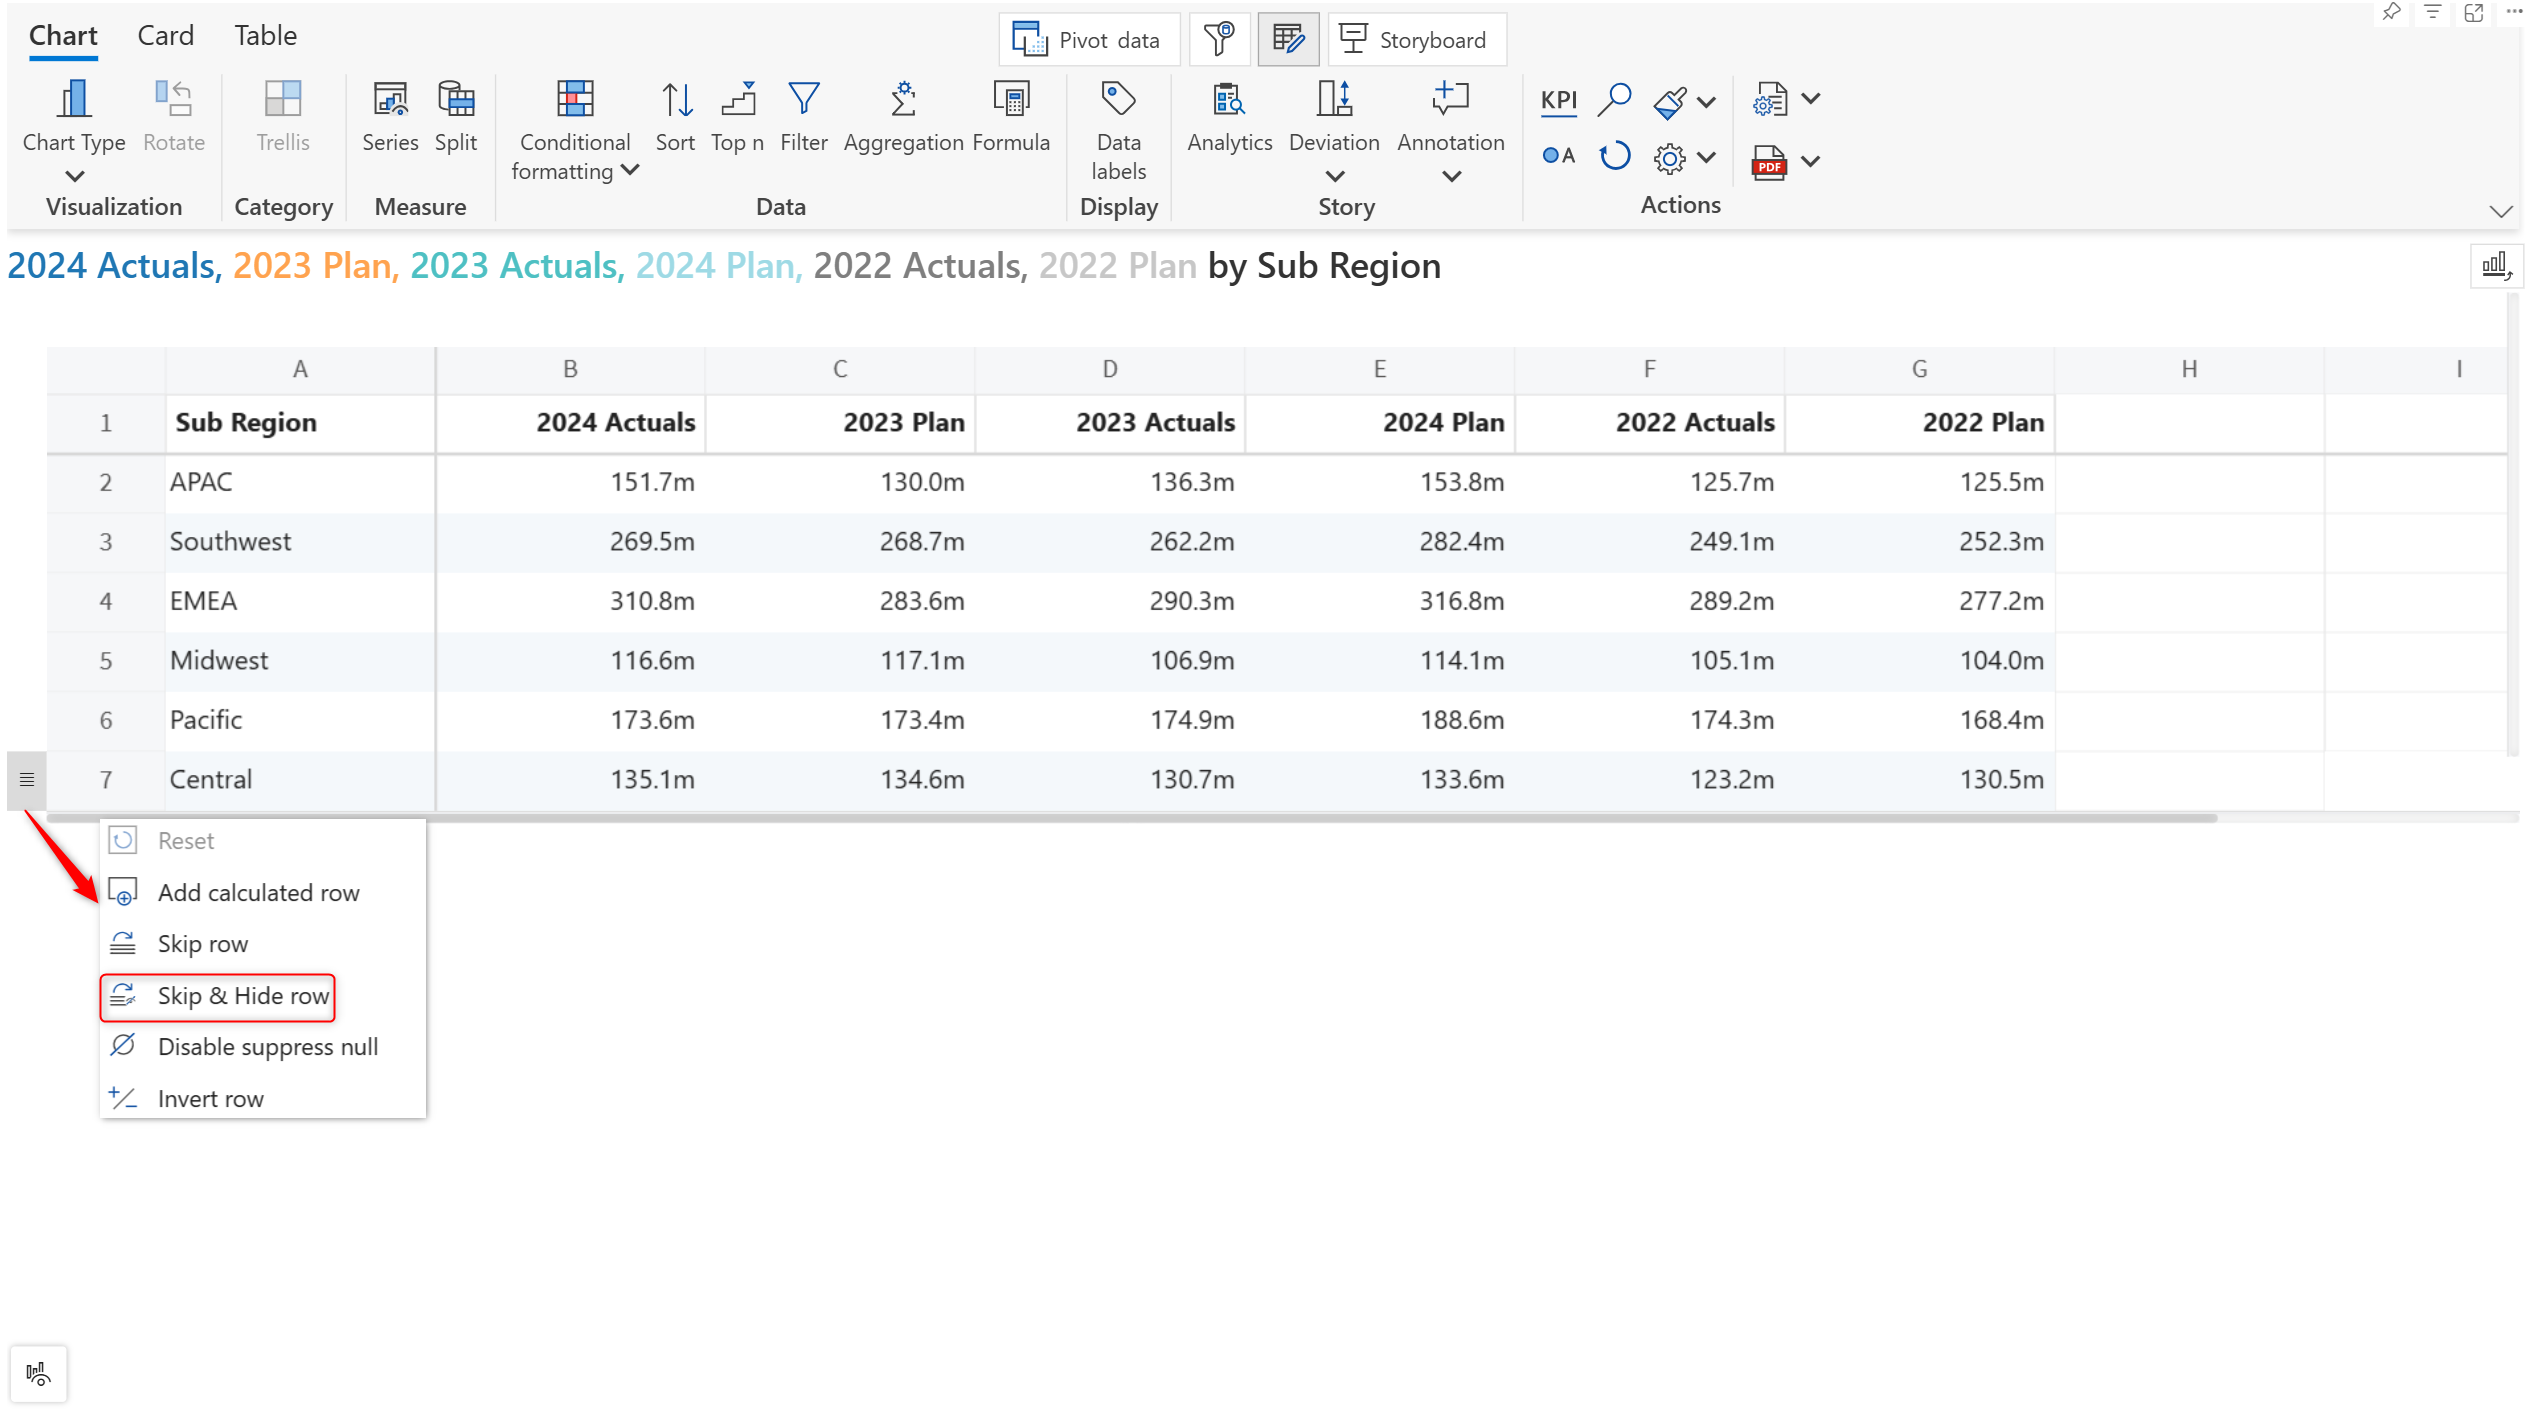 Chart Card Table
Pivot data Storyboard
Chart Type Rotate Trellis Series Split Conditional formatting Sort Top n Filter Aggregation Formula Data labels Analytics Deviation Annotation KPI
A PDF
Visualization Category Measure Data Display Story Actions
2024 Actuals, 2023 Plan, 2023 Actuals, 2024 Plan, 2022 Actuals, 2022 Plan by Sub Region
A B C D E F G H I
1 Sub Region 2024 Actuals 2023 Plan 2023 Actuals 2024 Plan 2022 Actuals 2022 Plan
2 APAC 151.7m 130.0m 136.3m 153.8m 125.7m 125.5m
3 Southwest 269.5m 268.7m 262.2m 282.4m 249.1m 252.3m
4 EMEA 310.8m 283.6m 290.3m 316.8m 289.2m 277.2m
5 Midwest 116.6m 117.1m 106.9m 114.1m 105.1m 104.0m
6 Pacific 173.6m 173.4m 174.9m 188.6m 174.3m 168.4m
7 Central 135.1m 134.6m 130.7m 133.6m 123.2m 130.5m
Reset
Add calculated row
Skip row
Skip & Hide row
Disable suppress null
Invert row